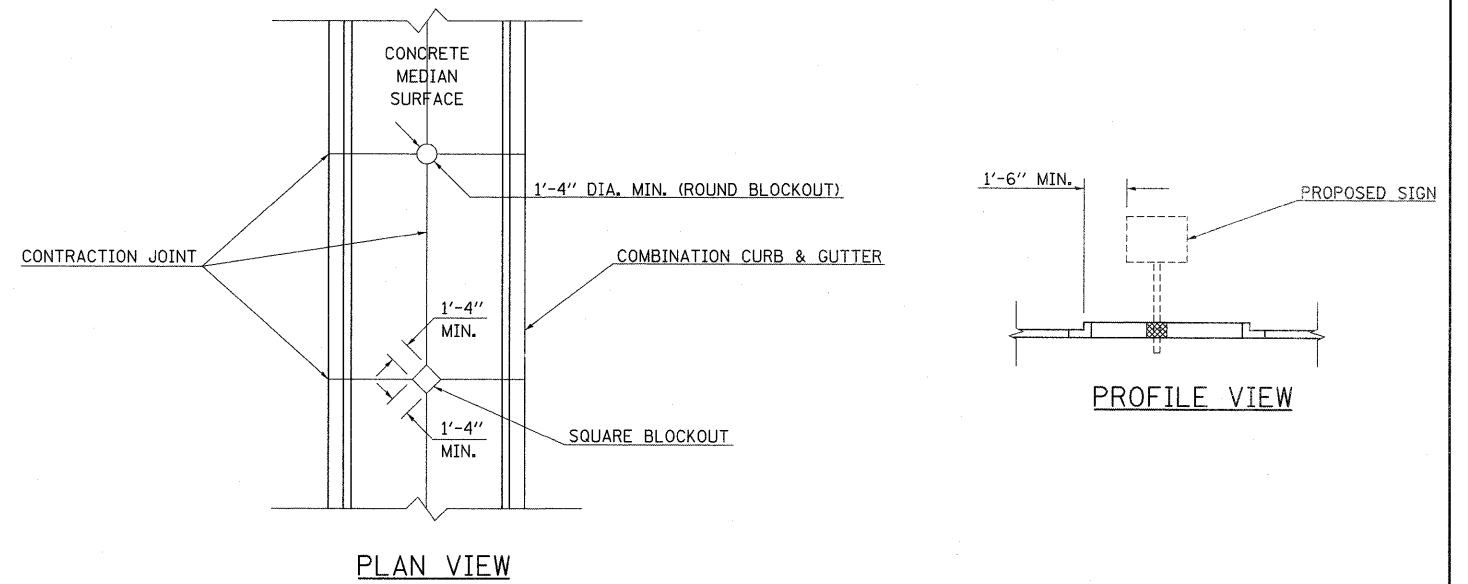 CONCRETE
MEDIAN
SURFACE
1'-4" DIA. MIN. (ROUND BLOCKOUT)
CONTRACTION JOINT
COMBINATION CURB & GUTTER
1'-4"
MIN.
1'-4"
MIN.
SQUARE BLOCKOUT
PLAN VIEW
1'-6" MIN.
PROPOSED SIGN
PROFILE VIEW